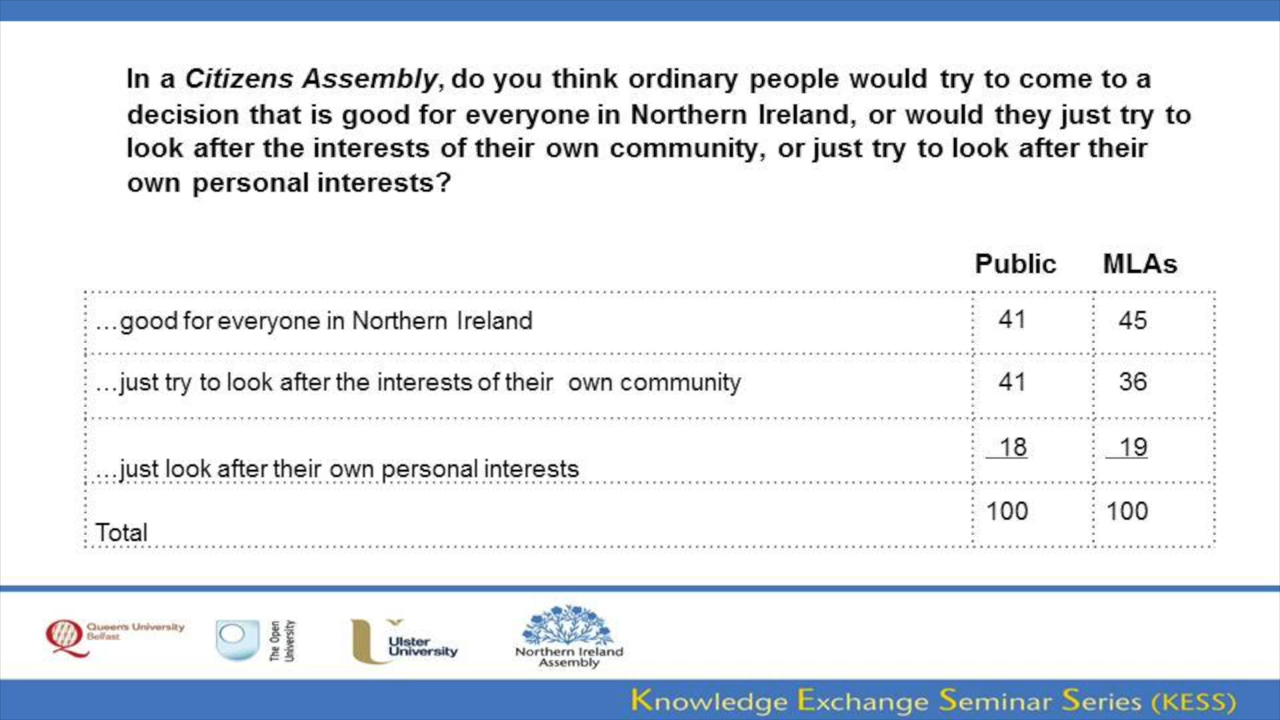 In a Citizens Assembly, do you think ordinary people would try to come to a
decision that is good for everyone in Northern Ireland, or would they just try to
look after the interests of their own community, or just try to look after their
own personal interests?
Public MLAs
…good for everyone in Northern Ireland 41 45
…just try to look after the interests of their own community 41 36
…just look after their own personal interests 18 19
Total 100 100
Queen's University
Belfast
The Open
University
Ulster
University
Northern Ireland
Assembly
Knowledge Exchange Seminar Series (KESS)